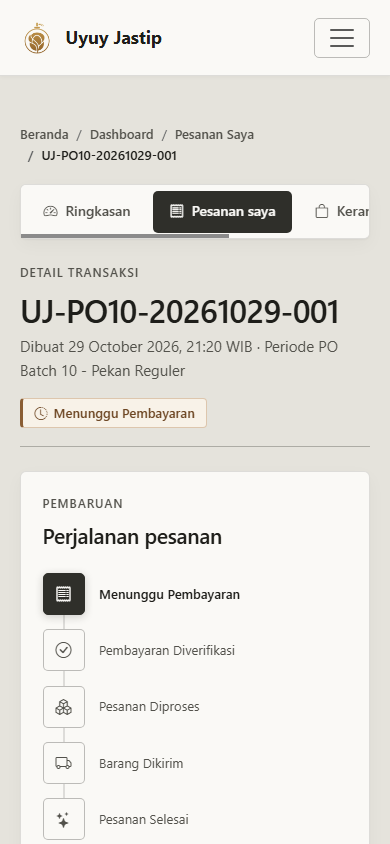 Uyuy Jastip
Beranda / Dashboard / Pesanan Saya
/ UJ-PO10-20261029-001
Ringkasan Pesanan saya Keran
DETAIL TRANSAKSI
UJ-PO10-20261029-001
Dibuat 29 October 2026, 21:20 WIB · Periode PO
Batch 10 - Pekan Reguler
Menunggu Pembayaran
PEMBARUAN
Perjalanan pesanan
Menunggu Pembayaran
Pembayaran Diverifikasi
Pesanan Diproses
Barang Dikirim
Pesanan Selesai